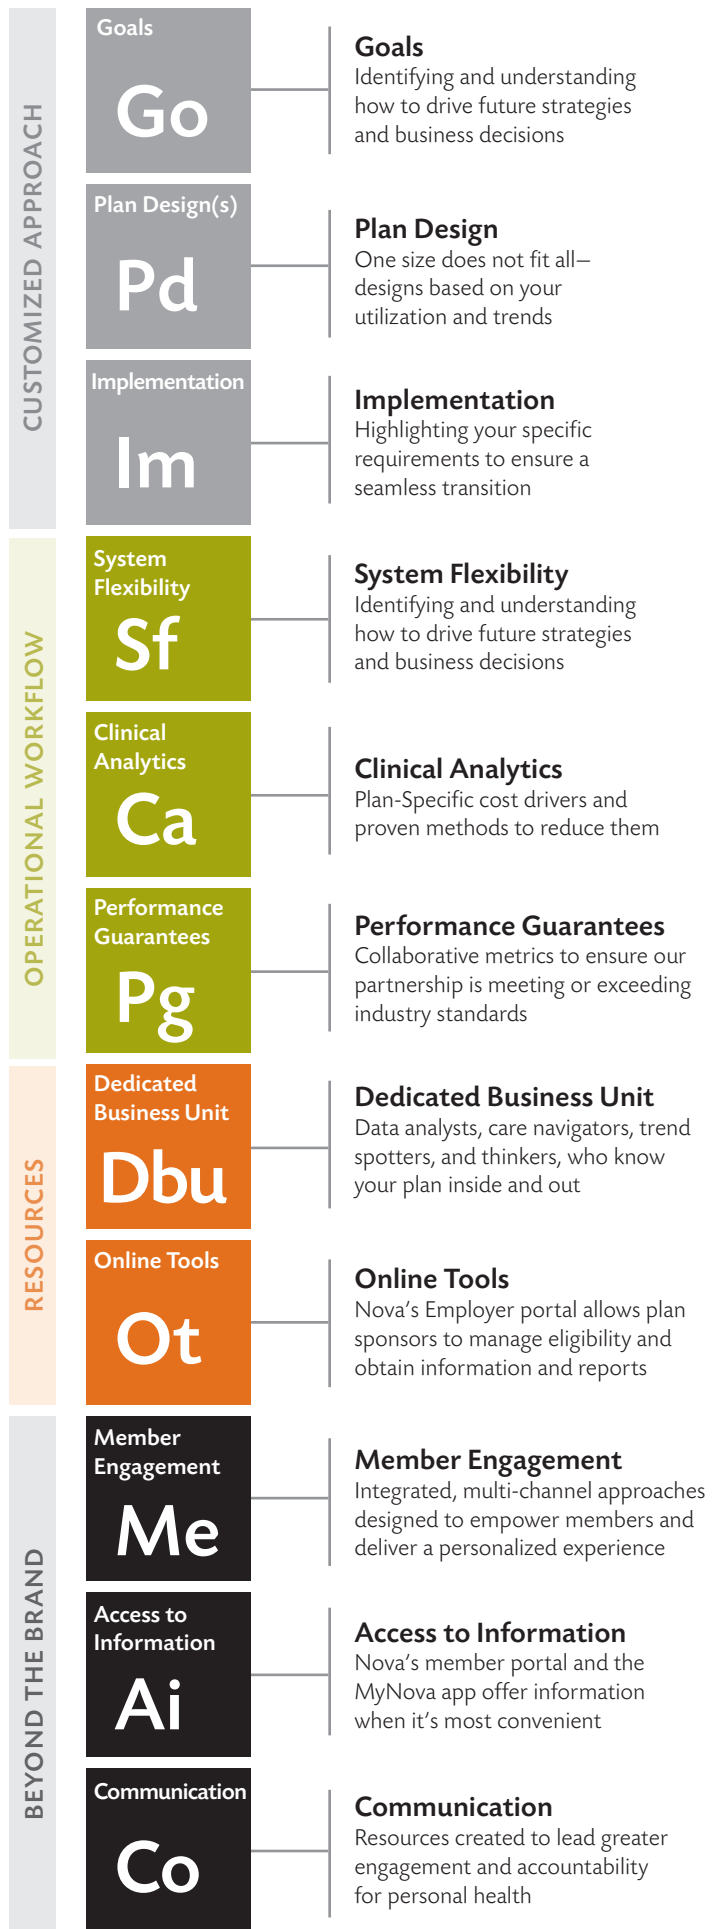 CUSTOMIZED APPROACH
Goals
Go
Goals
Identifying and understanding
how to drive future strategies
and business decisions
Plan Design(s)
Pd
Plan Design
One size does not fit all–
designs based on your
utilization and trends
Implementation
Im
Implementation
Highlighting your specific
requirements to ensure a
seamless transition
OPERATIONAL WORKFLOW
System
Flexibility
Sf
System Flexibility
Identifying and understanding
how to drive future strategies
and business decisions
Clinical
Analytics
Ca
Clinical Analytics
Plan-Specific cost drivers and
proven methods to reduce them
Performance
Guarantees
Pg
Performance Guarantees
Collaborative metrics to ensure our
partnership is meeting or exceeding
industry standards
RESOURCES
Dedicated
Business Unit
Dbu
Dedicated Business Unit
Data analysts, care navigators, trend
spotters, and thinkers, who know
your plan inside and out
Online Tools
Ot
Online Tools
Nova's Employer portal allows plan
sponsors to manage eligibility and
obtain information and reports
BEYOND THE BRAND
Member
Engagement
Me
Member Engagement
Integrated, multi-channel approaches
designed to empower members and
deliver a personalized experience
Access to
Information
Ai
Access to Information
Nova's member portal and the
MyNova app offer information
when it's most convenient
Communication
Co
Communication
Resources created to lead greater
engagement and accountability
for personal health